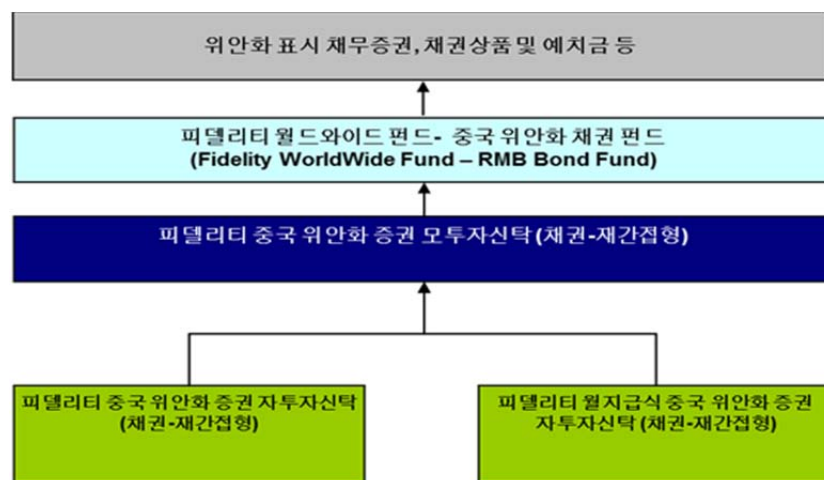 위안화 표시 채무증권, 채권상품 및 예치금 등
피델리티 월드와이드 펀드- 중국 위안화 채권 펀드
(Fidelity WorldWide Fund – RMB Bond Fund)
피델리티 중국 위안화 증권 모투자신탁 (채권-재간접형)
피델리티 중국 위안화 증권 자투자신탁
(채권-재간접형)
피델리티 월지급식 중국 위안화 증권
자투자신탁 (채권-재간접형)